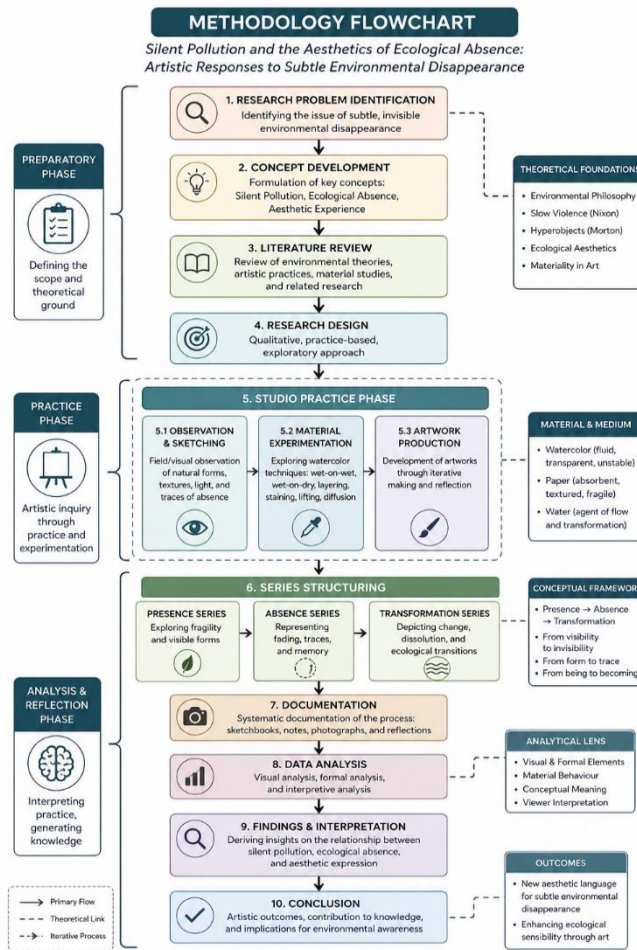 METHODOLOGY FLOWCHART
Silent Pollution and the Aesthetics of Ecological Absence:
Artistic Responses to Subtle Environmental Disappearance
PREPARATORY
PHASE
Defining the
scope and
theoretical
ground
1. RESEARCH PROBLEM IDENTIFICATION
Identifying the issue of subtle, invisible
environmental disappearance
2. CONCEPT DEVELOPMENT
Formulation of key concepts:
Silent Pollution, Ecological Absence,
Aesthetic Experience
3. LITERATURE REVIEW
Review of environmental theories,
artistic practices, material studies,
and related research
4. RESEARCH DESIGN
Qualitative, practice-based,
exploratory approach
THEORETICAL FOUNDATIONS
• Environmental Philosophy
• Slow Violence (Nixon)
• Hyperobjects (Morton)
• Ecological Aesthetics
• Materiality in Art
PRACTICE
PHASE
Artistic inquiry
through
practice and
experimentation
5. STUDIO PRACTICE PHASE
5.1 OBSERVATION
& SKETCHING
Field/visual observation
of natural forms,
textures, light, and
traces of absence
5.2 MATERIAL
EXPERIMENTATION
Exploring watercolor
techniques: wet-on-wet,
wet-on-dry, layering,
staining, lifting, diffusion
5.3 ARTWORK
PRODUCTION
Development of artworks
through iterative
making and reflection
MATERIAL & MEDIUM
• Watercolor (fluid,
transparent, unstable)
• Paper (absorbent,
textured, fragile)
• Water (agent of flow
and transformation)
6. SERIES STRUCTURING
PRESENCE SERIES
Exploring fragility
and visible forms
ABSENCE SERIES
Representing
fading, traces,
and memory
TRANSFORMATION SERIES
Depicting change,
dissolution, and
ecological transitions
CONCEPTUAL FRAMEWORK
• Presence → Absence
→ Transformation
• From visibility
to invisibility
• From form to trace
• From being to becoming
ANALYSIS &
REFLECTION
PHASE
Interpreting
practice,
generating
knowledge
7. DOCUMENTATION
Systematic documentation of the process:
sketchbooks, notes, photographs, and reflections
8. DATA ANALYSIS
Visual analysis, formal analysis,
and interpretive analysis
9. FINDINGS & INTERPRETATION
Deriving insights on the relationship between
silent pollution, ecological absence,
and aesthetic expression
10. CONCLUSION
Artistic outcomes, contribution to knowledge,
and implications for environmental awareness
ANALYTICAL LENS
• Visual & Formal Elements
• Material Behaviour
• Conceptual Meaning
• Viewer Interpretation
OUTCOMES
• New aesthetic language
for subtle environmental
disappearance
• Enhancing ecological
sensibility through art
Primary Flow
Theoretical Link
Iterative Process